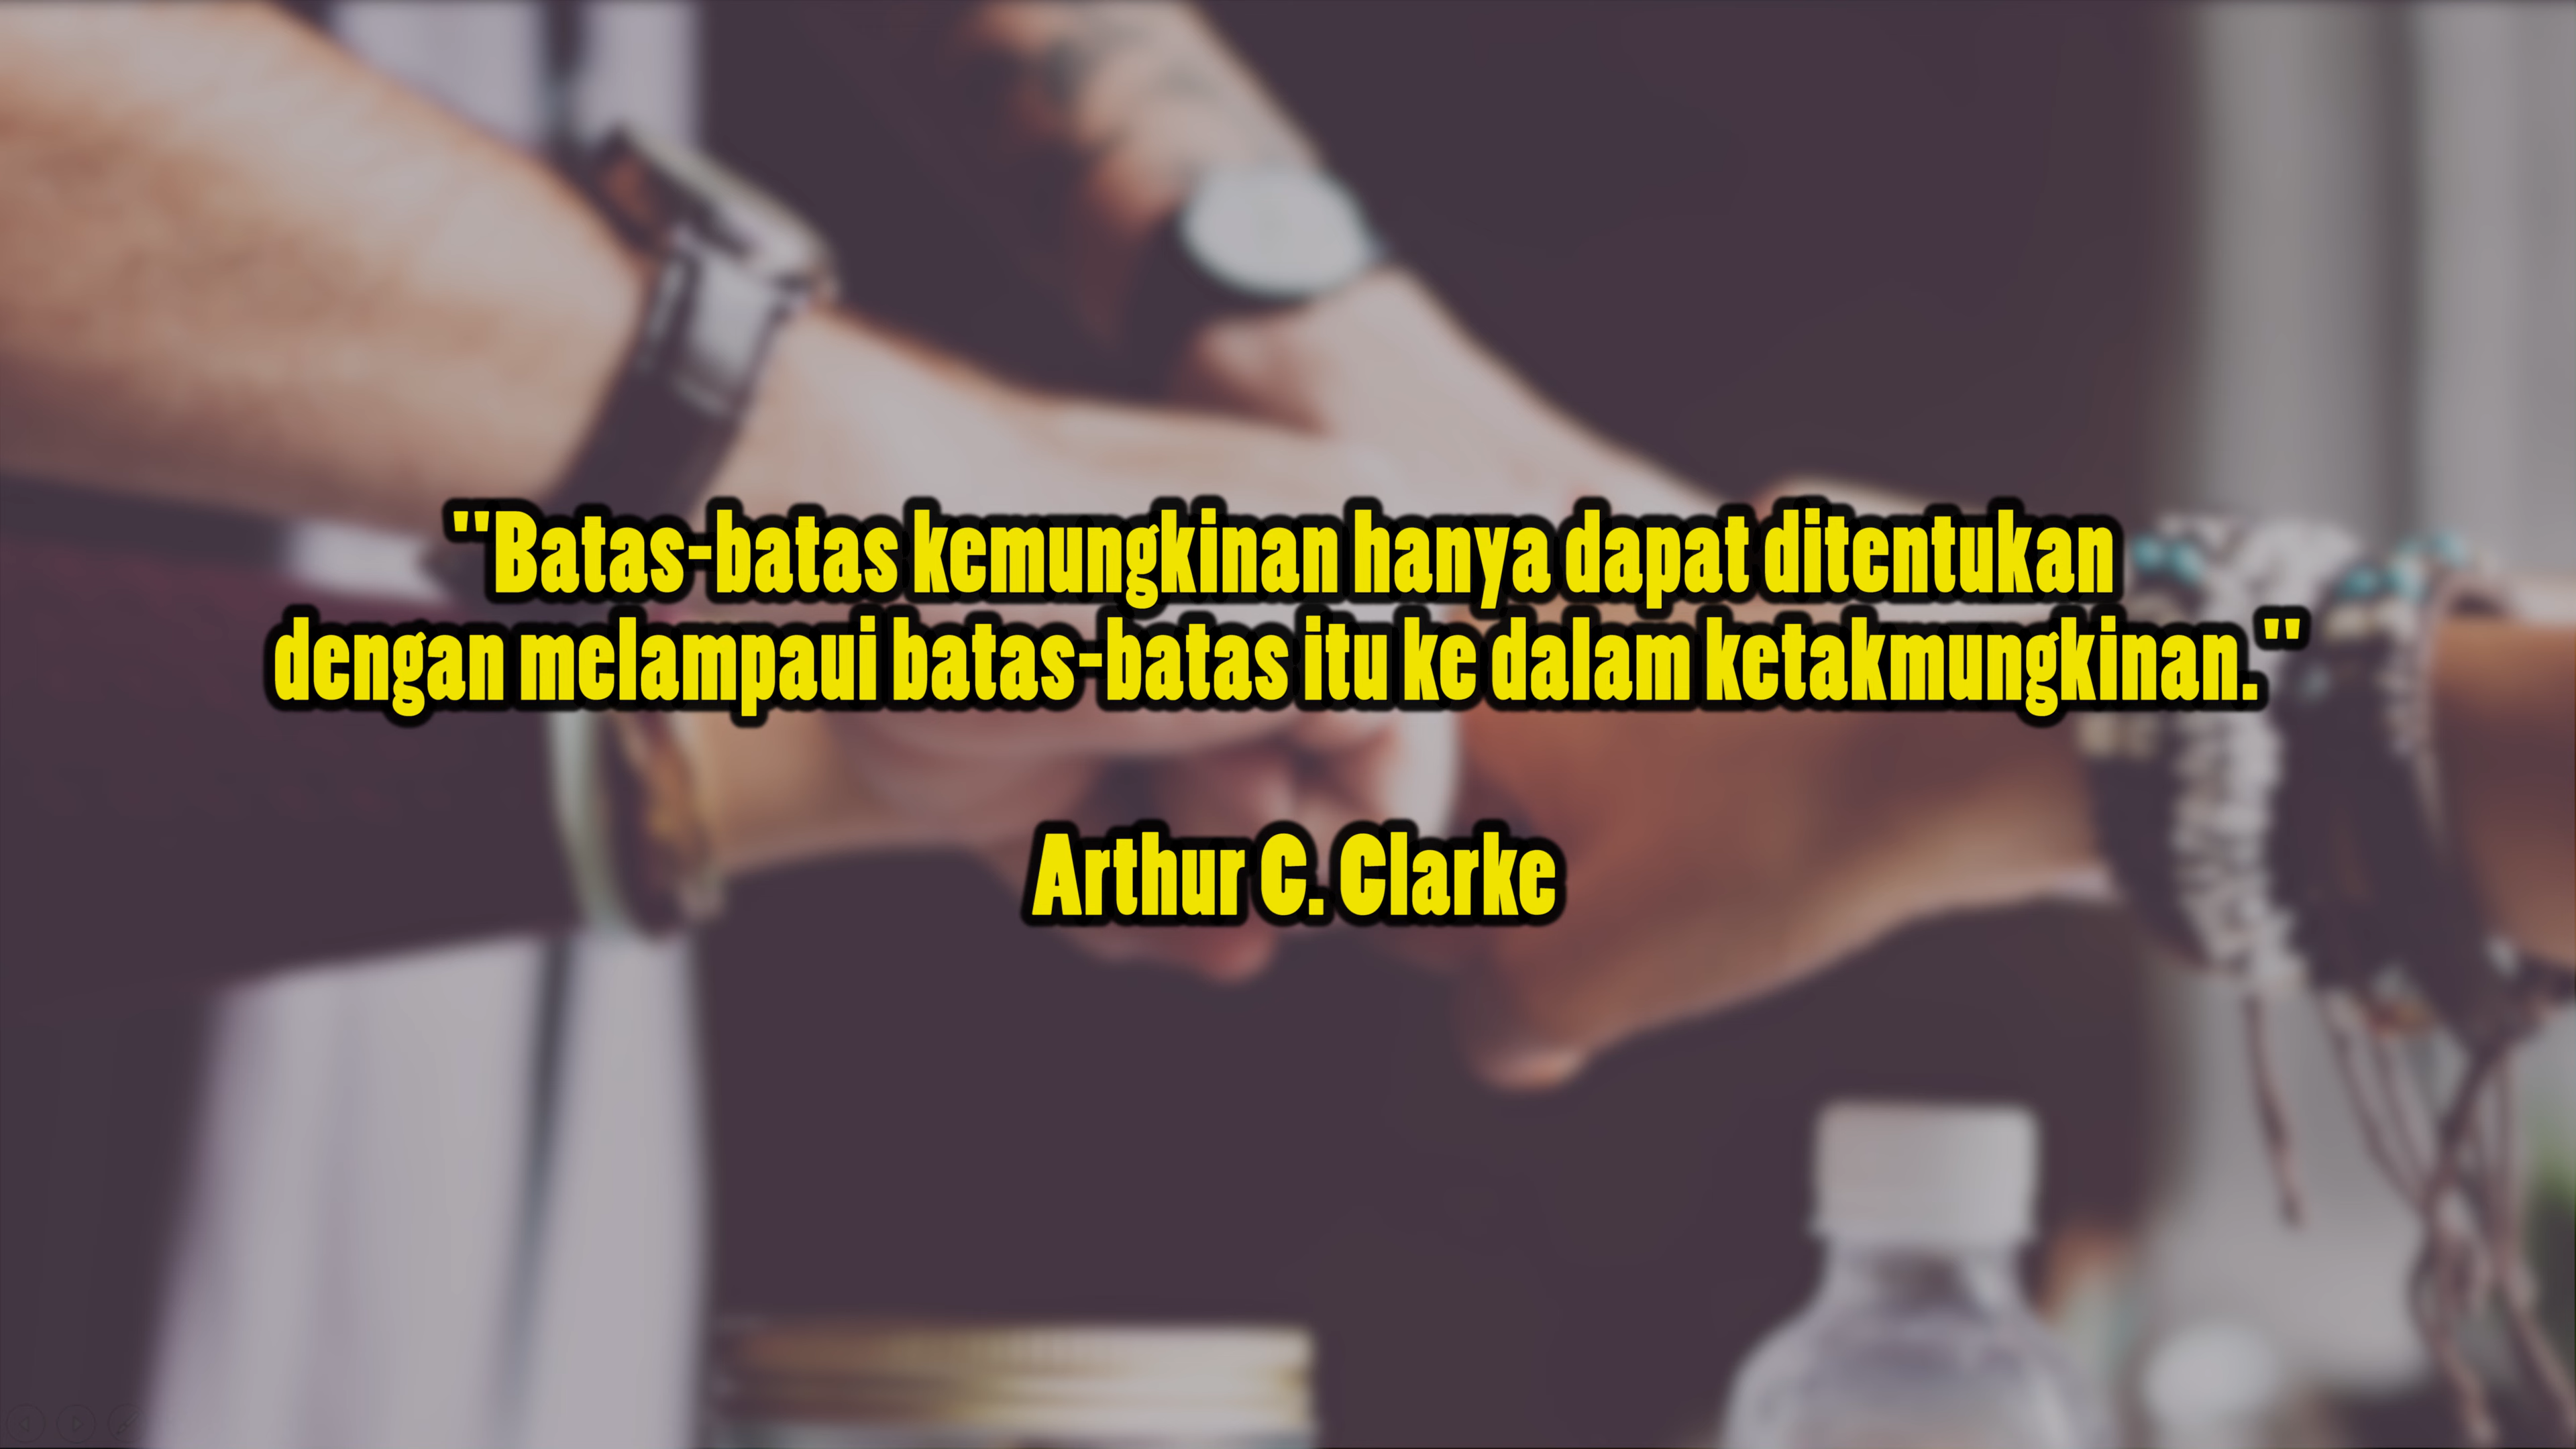 "Batas-batas kemungkinan hanya dapat ditentukan
dengan melampaui batas-batas itu ke dalam ketakmungkinan."
Arthur C. Clarke